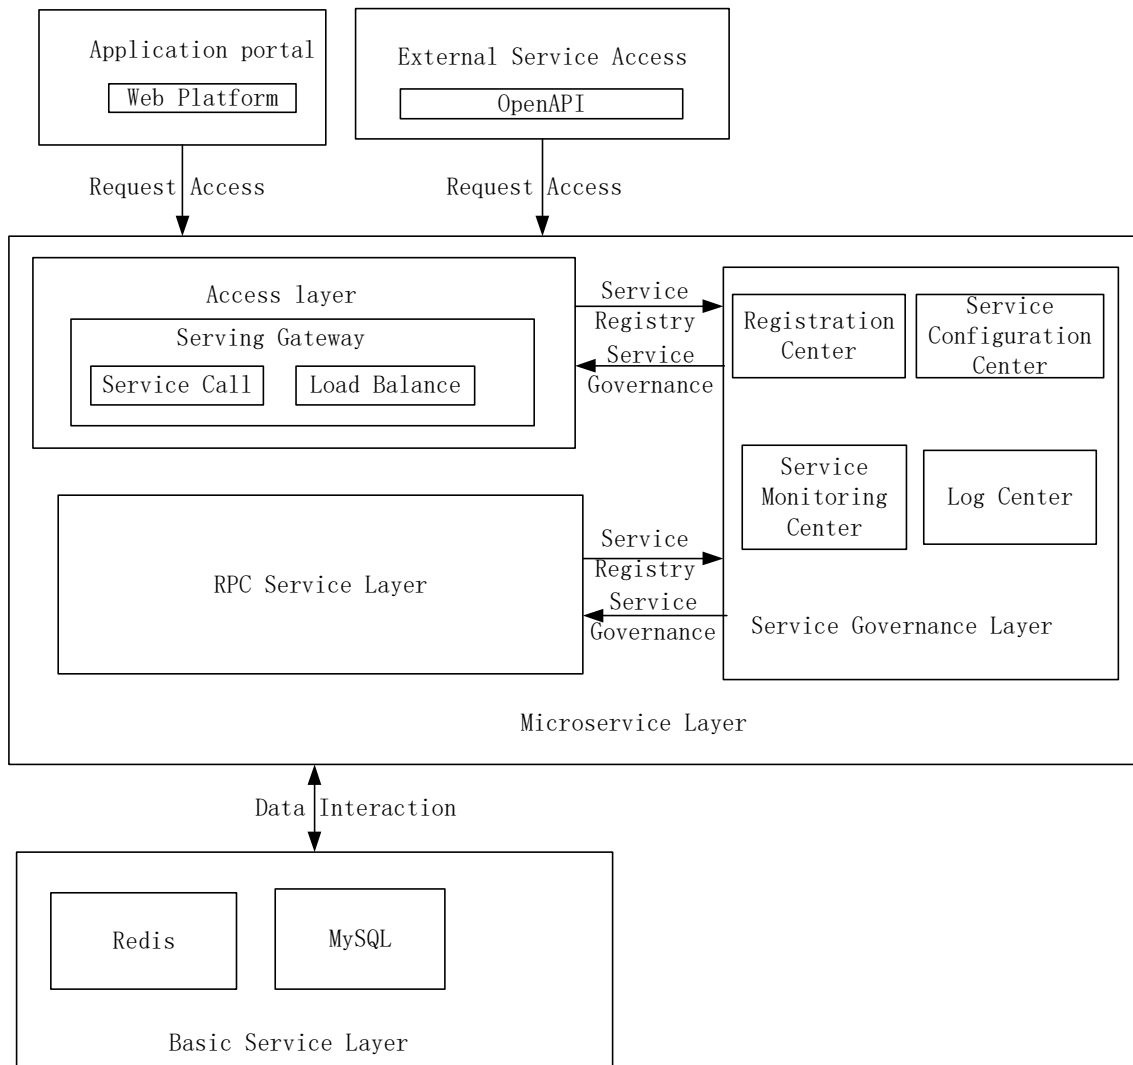 Application portal
Web Platform
External Service Access
OpenAPI
Request Access
Request Access
Access layer
Serving Gateway
Service Call
Load Balance
Service
Registry
Service
Governance
Registration
Center
Service
Configuration
Center
Service
Monitoring
Center
Log Center
RPC Service Layer
Service
Registry
Service
Governance
Service Governance Layer
Microservice Layer
Data Interaction
Redis
MySQL
Basic Service Layer